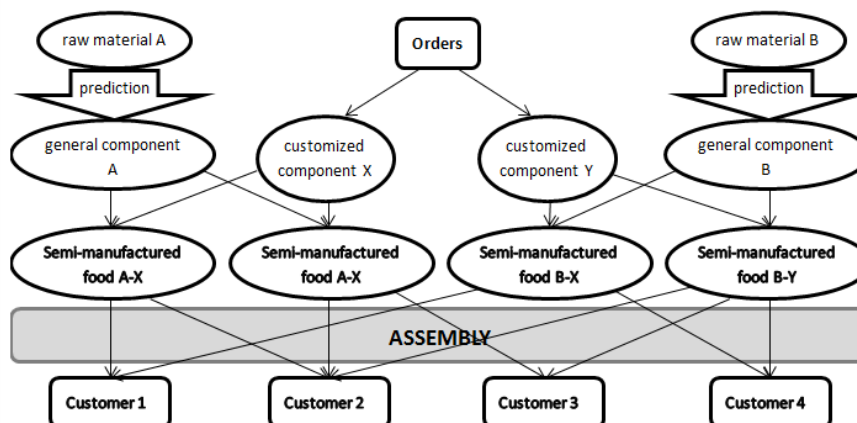 raw material A
Orders
raw material B
prediction
prediction
general component
A
customized
component X
customized
component Y
general component
B
Semi-manufactured
food A-X
Semi-manufactured
food A-X
Semi-manufactured
food B-X
Semi-manufactured
food B-Y
ASSEMBLY
Customer 1
Customer 2
Customer 3
Customer 4